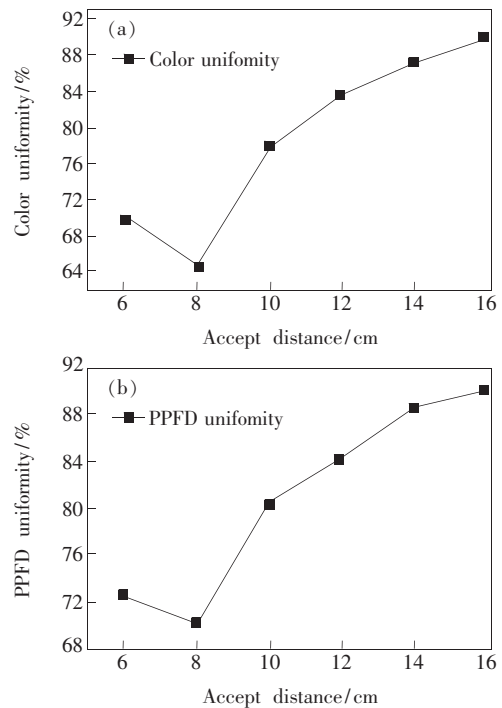 92
(a)
Color unifomity
88
84
80
76
72
68
64
Color uniformity/%
6 8 10 12 14 16
Accept distance/cm
92
(b)
PPFD unifomity
88
84
80
76
72
68
PPFD uniformity/%
6 8 10 12 14 16
Accept distance/cm